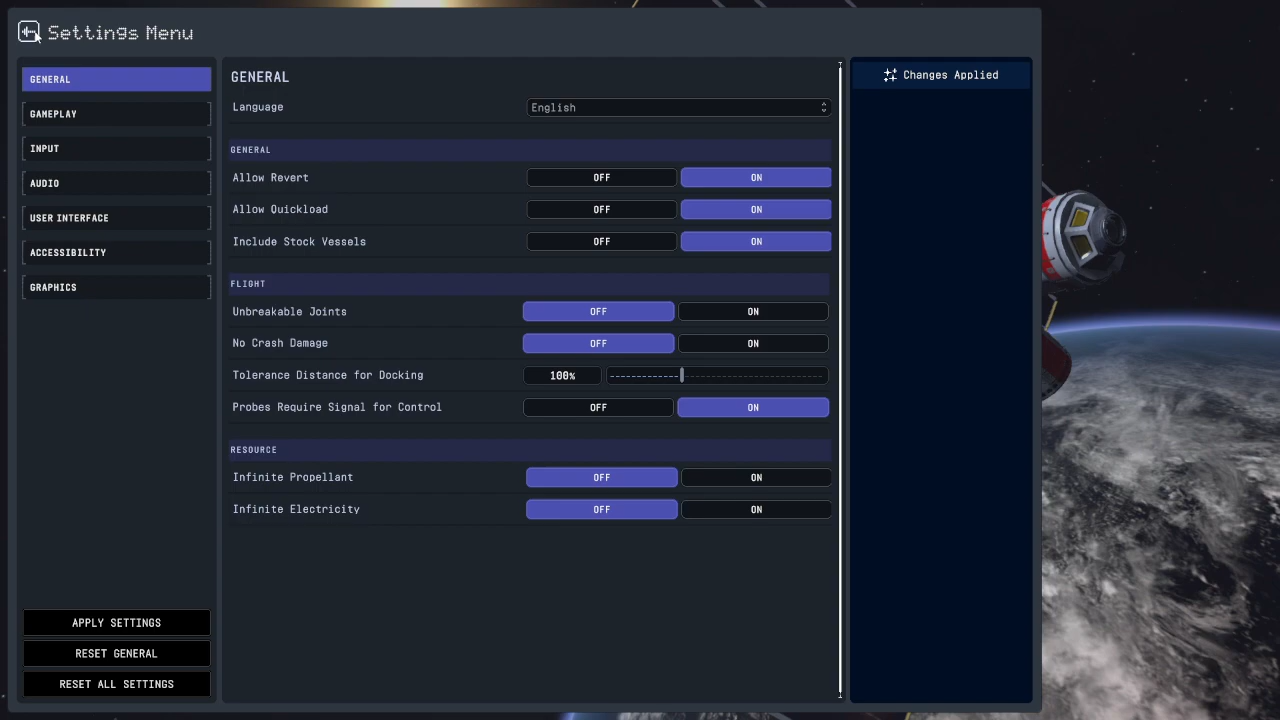 Settings Menu
GENERAL
GAMEPLAY
INPUT
AUDIO
USER INTERFACE
ACCESSIBILITY
GRAPHICS
APPLY SETTINGS
RESET GENERAL
RESET ALL SETTINGS
GENERAL
Language English
GENERAL
Allow Revert OFF ON
Allow Quickload OFF ON
Include Stock Vessels OFF ON
FLIGHT
Unbreakable Joints OFF ON
No Crash Damage OFF ON
Tolerance Distance for Docking 100%
Probes Require Signal for Control OFF ON
RESOURCE
Infinite Propellant OFF ON
Infinite Electricity OFF ON
Changes Applied